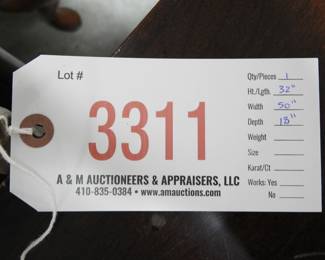 Lot #
3311
A & M AUCTIONEERS & APPRAISERS, LLC
410-835-0384 • www.amauctions.com
Qty/Pieces 1
Ht./Lgth. 32"
Width 50"
Depth 18"
Weight
Size
Karat/Ct
Works: Yes
No